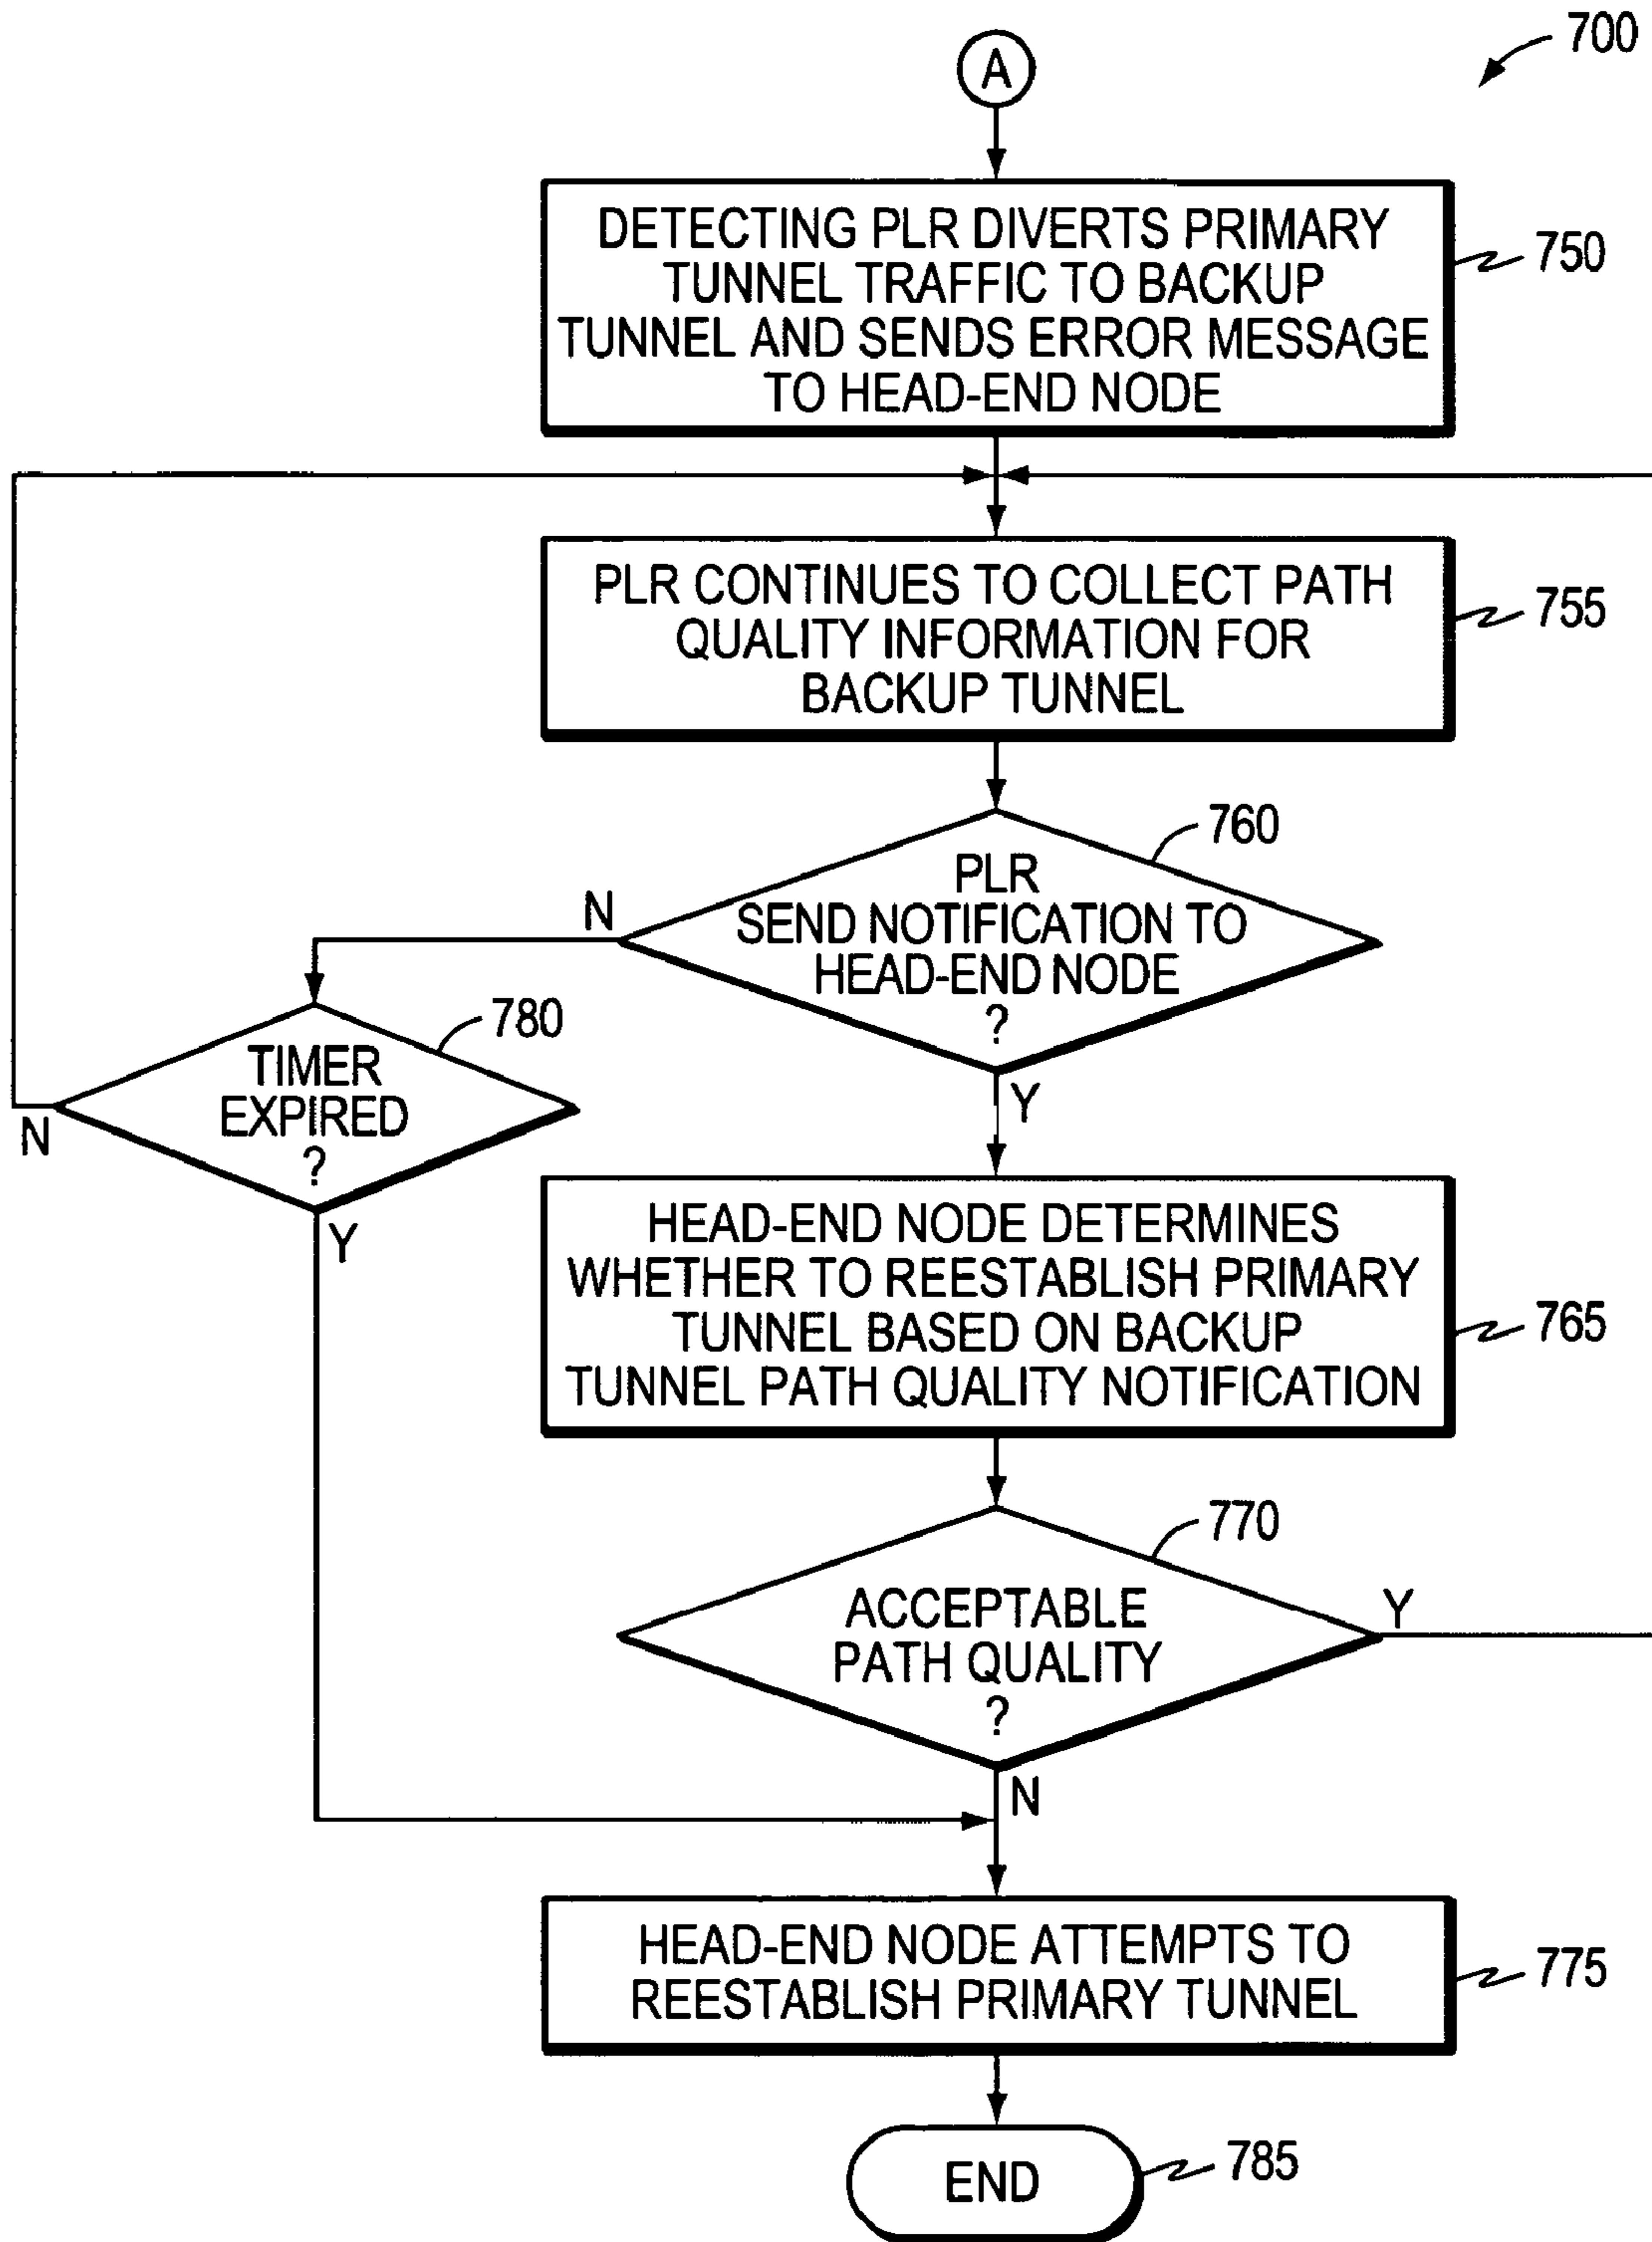 700
A
DETECTING PLR DIVERTS PRIMARY
TUNNEL TRAFFIC TO BACKUP
TUNNEL AND SENDS ERROR MESSAGE
TO HEAD-END NODE
750
PLR CONTINUES TO COLLECT PATH
QUALITY INFORMATION FOR
BACKUP TUNNEL
755
760
PLR
SEND NOTIFICATION TO
HEAD-END NODE
?
N
Y
780
TIMER
EXPIRED
?
N
Y
HEAD-END NODE DETERMINES
WHETHER TO REESTABLISH PRIMARY
TUNNEL BASED ON BACKUP
TUNNEL PATH QUALITY NOTIFICATION
765
770
ACCEPTABLE
PATH QUALITY
?
Y
N
HEAD-END NODE ATTEMPTS TO
REESTABLISH PRIMARY TUNNEL
775
END
785